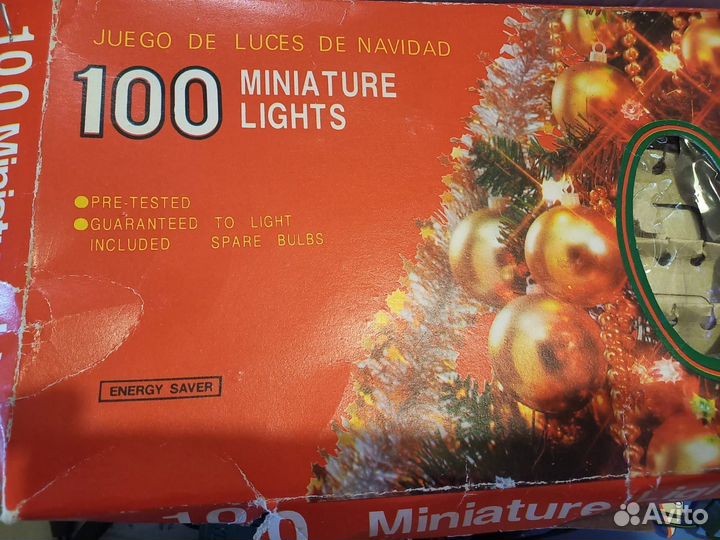 JUEGO DE LUCES DE NAVIDAD
100 MINIATURE
LIGHTS
PRE-TESTED
GUARANTEED TO LIGHT
INCLUDED SPARE BULBS
ENERGY SAVER
100 Miniature
Avito